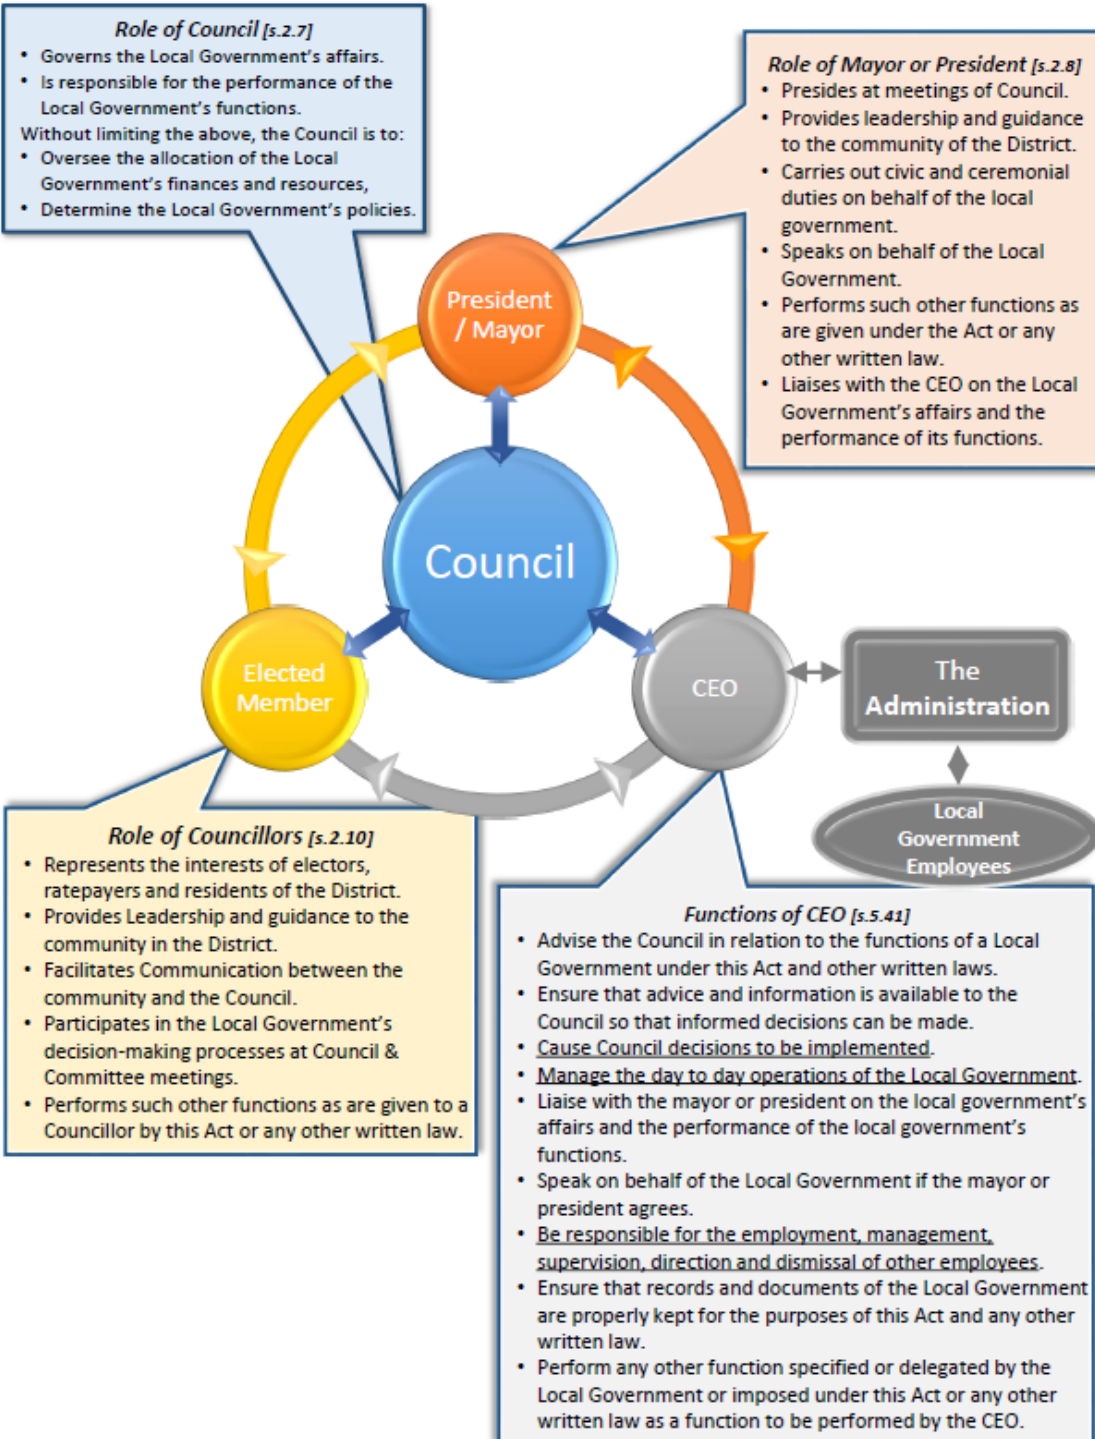 Role of Council [s.2.7]
• Governs the Local Government's affairs.
• Is responsible for the performance of the
Local Government's functions.
Without limiting the above, the Council is to:
• Oversee the allocation of the Local
Government's finances and resources,
• Determine the Local Government's policies.
Role of Mayor or President [s.2.8]
• Presides at meetings of Council.
• Provides leadership and guidance
to the community of the District.
• Carries out civic and ceremonial
duties on behalf of the local
government.
• Speaks on behalf of the Local
Government.
• Performs such other functions as
are given under the Act or any
other written law.
• Liaises with the CEO on the Local
Government's affairs and the
performance of its functions.
President
/ Mayor
Council
Elected
Member
CEO
The
Administration
Local
Government
Employees
Role of Councillors [s.2.10]
• Represents the interests of electors,
ratepayers and residents of the District.
• Provides Leadership and guidance to the
community in the District.
• Facilitates Communication between the
community and the Council.
• Participates in the Local Government's
decision-making processes at Council &
Committee meetings.
• Performs such other functions as are given to a
Councillor by this Act or any other written law.
Functions of CEO [s.5.41]
• Advise the Council in relation to the functions of a Local
Government under this Act and other written laws.
• Ensure that advice and information is available to the
Council so that informed decisions can be made.
• Cause Council decisions to be implemented.
• Manage the day to day operations of the Local Government.
• Liaise with the mayor or president on the local government's
affairs and the performance of the local government's
functions.
• Speak on behalf of the Local Government if the mayor or
president agrees.
• Be responsible for the employment, management,
supervision, direction and dismissal of other employees.
• Ensure that records and documents of the Local Government
are properly kept for the purposes of this Act and any other
written law.
• Perform any other function specified or delegated by the
Local Government or imposed under this Act or any other
written law as a function to be performed by the CEO.